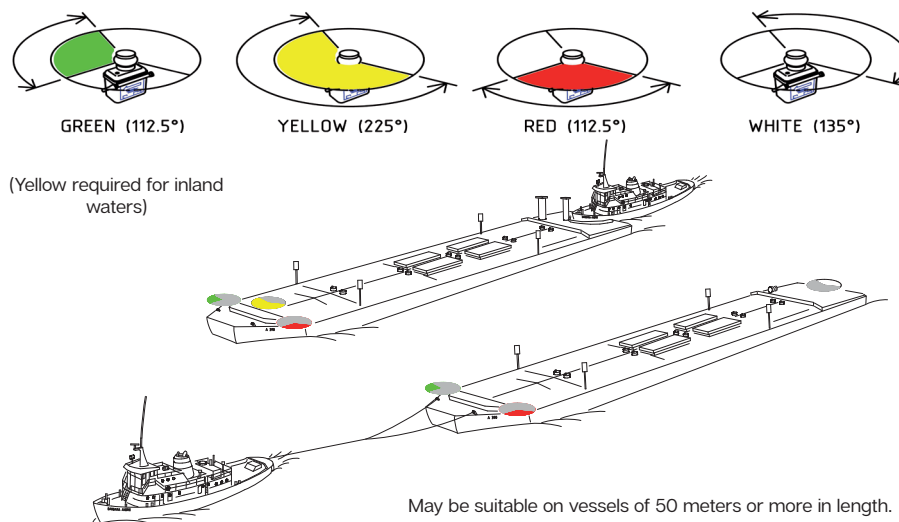 GREEN (112.5°)
YELLOW (225°)
RED (112.5°)
WHITE (135°)
(Yellow required for inland
waters)
May be suitable on vessels of 50 meters or more in length.